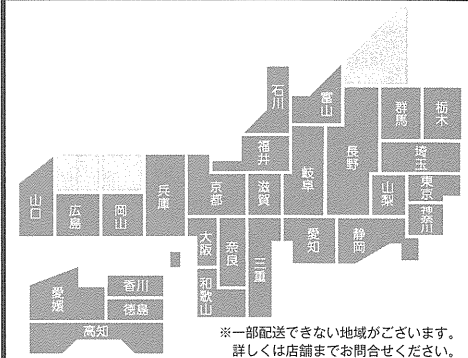 石川
富山
群馬
栃木
福井
岐阜
長野
埼玉
山口
広島
岡山
兵庫
京都
滋賀
山梨
東京
神奈川
大阪
奈良
三重
愛知
静岡
和歌山
愛媛
香川
徳島
高知
※一部配送できない地域がございます。
詳しくは店舗までお問合せください。